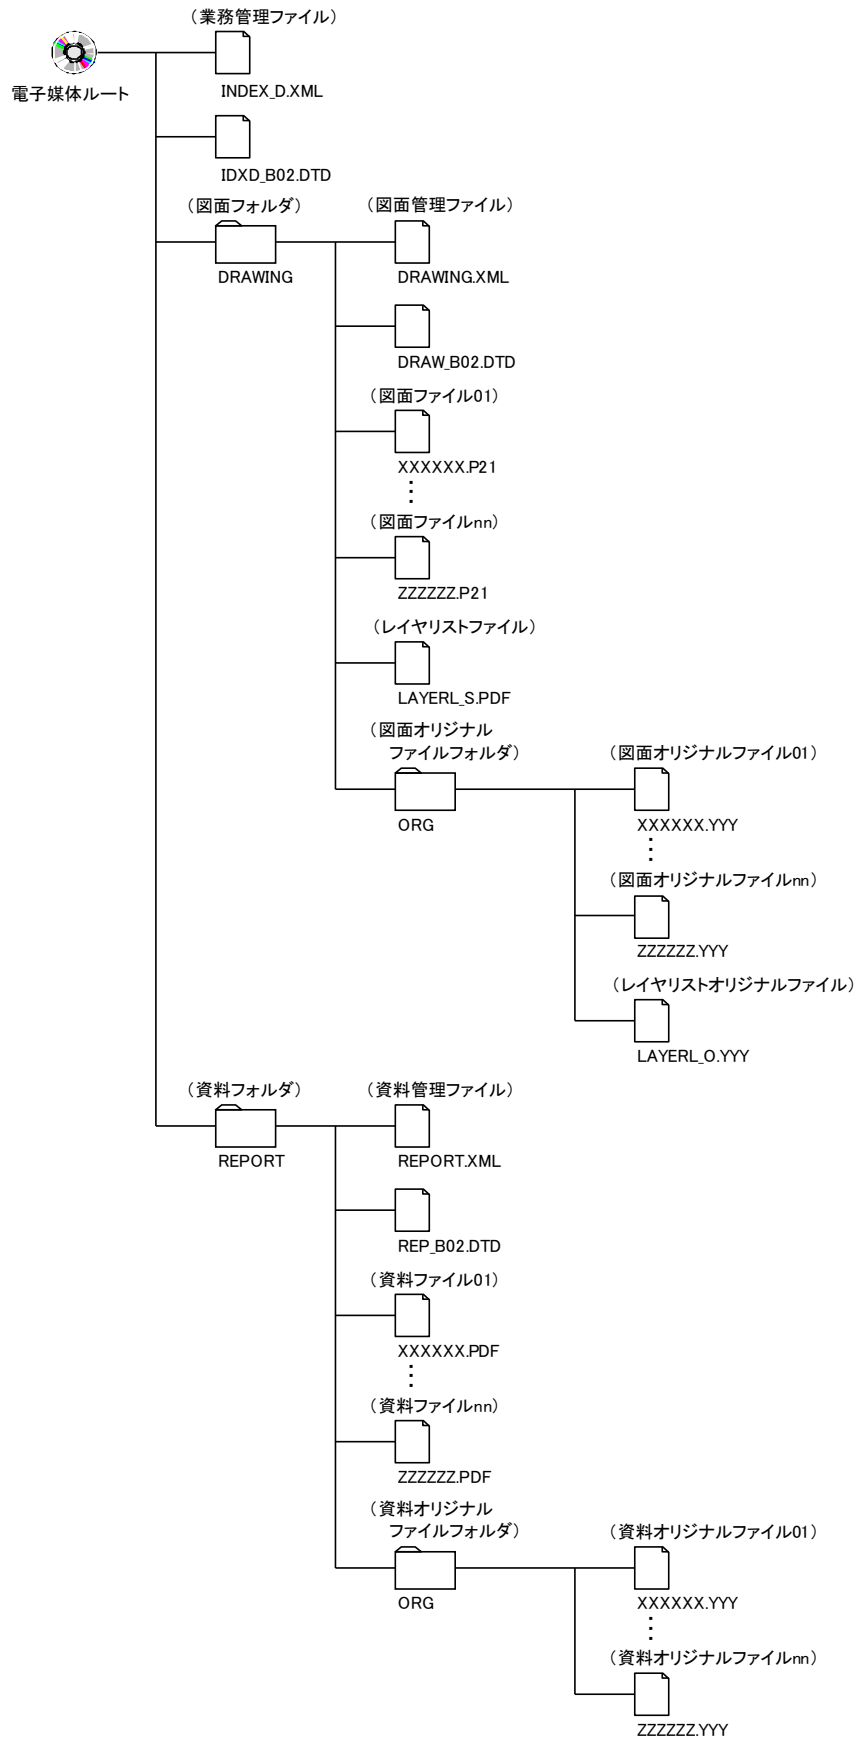 （業務管理ファイル）
電子媒体ルート
INDEX_D.XML
IDXD_B02.DTD
（図面フォルダ）
DRAWING
（図面管理ファイル）
DRAWING.XML
DRAW_B02.DTD
（図面ファイル01）
XXXXXX.P21
（図面ファイルnn）
ZZZZZZ.P21
（レイヤリストファイル）
LAYERL_S.PDF
（図面オリジナル
ファイルフォルダ）
ORG
（図面オリジナルファイル01）
XXXXXX.YYY
（図面オリジナルファイルnn）
ZZZZZZ.YYY
（レイヤリストオリジナルファイル）
LAYERL_O.YYY
（資料フォルダ）
REPORT
（資料管理ファイル）
REPORT.XML
REP_B02.DTD
（資料ファイル01）
XXXXXX.PDF
（資料ファイルnn）
ZZZZZZ.PDF
（資料オリジナル
ファイルフォルダ）
ORG
（資料オリジナルファイル01）
XXXXXX.YYY
（資料オリジナルファイルnn）
ZZZZZZ.YYY